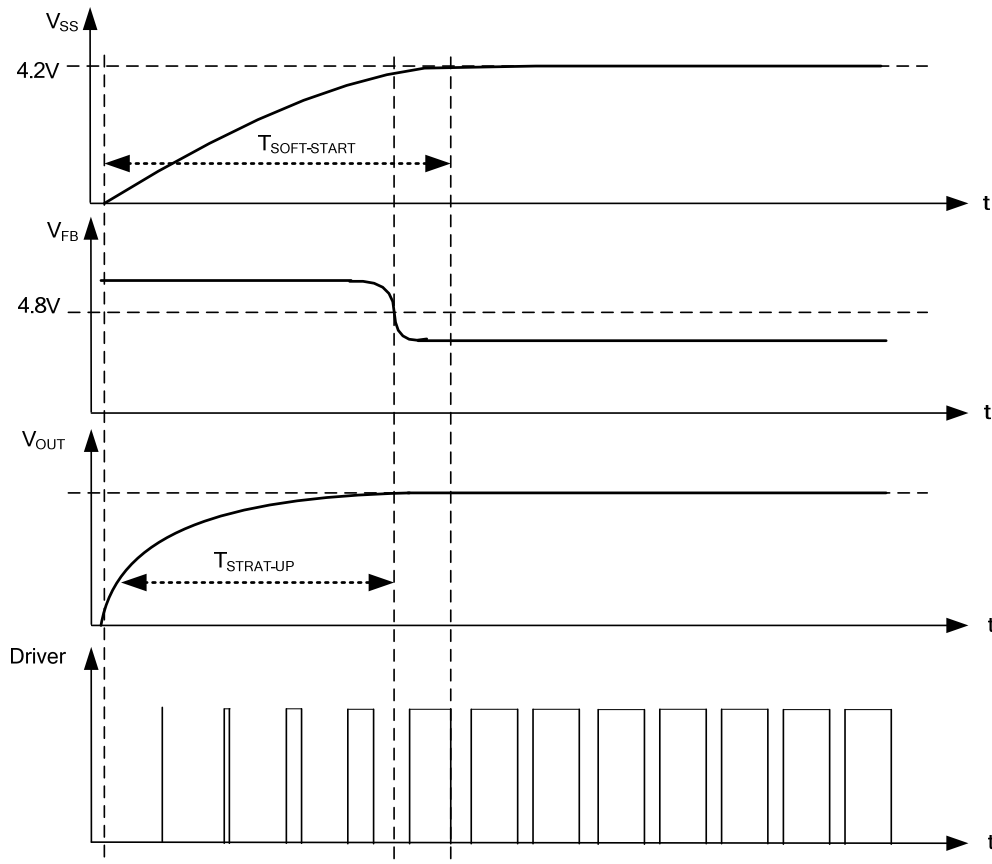 VSS
4.2V
TSOFT-START
t
VFB
4.8V
t
VOUT
TSTRAT-UP
t
Driver
t